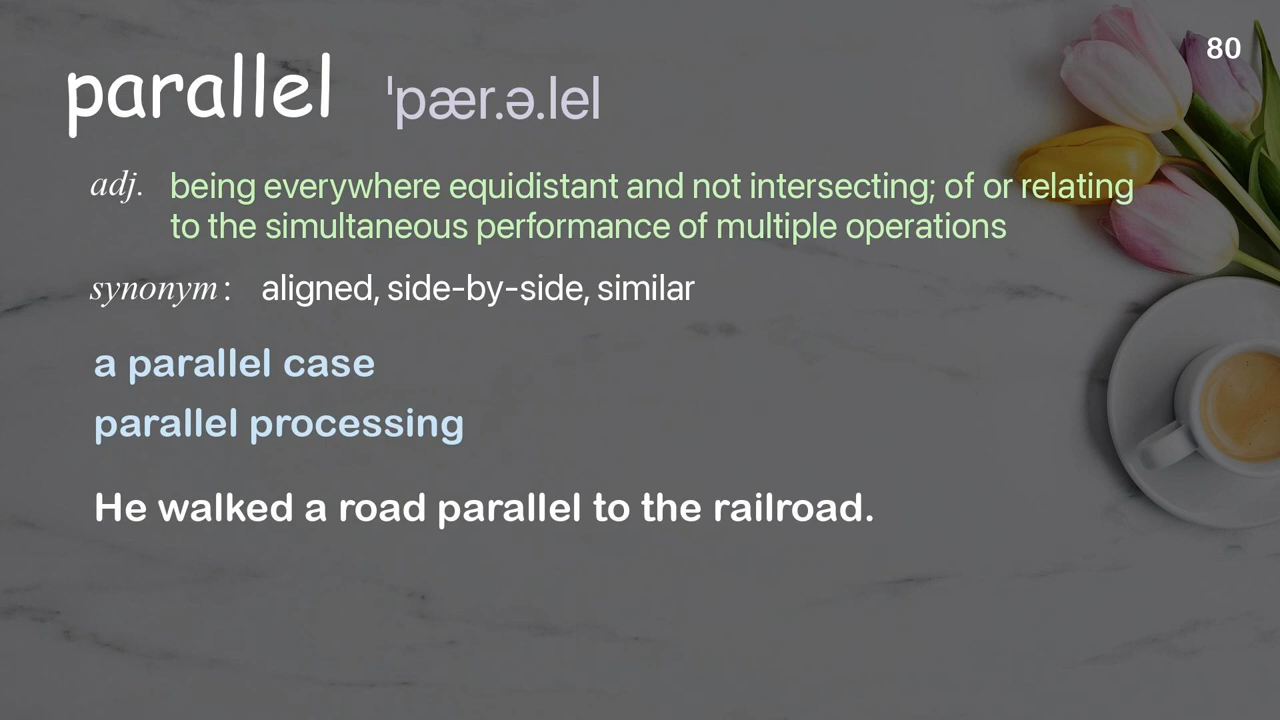 80
parallel ˈpær.ə.lel
adj. being everywhere equidistant and not intersecting; of or relating
to the simultaneous performance of multiple operations
synonym: aligned, side-by-side, similar
a parallel case
parallel processing
He walked a road parallel to the railroad.